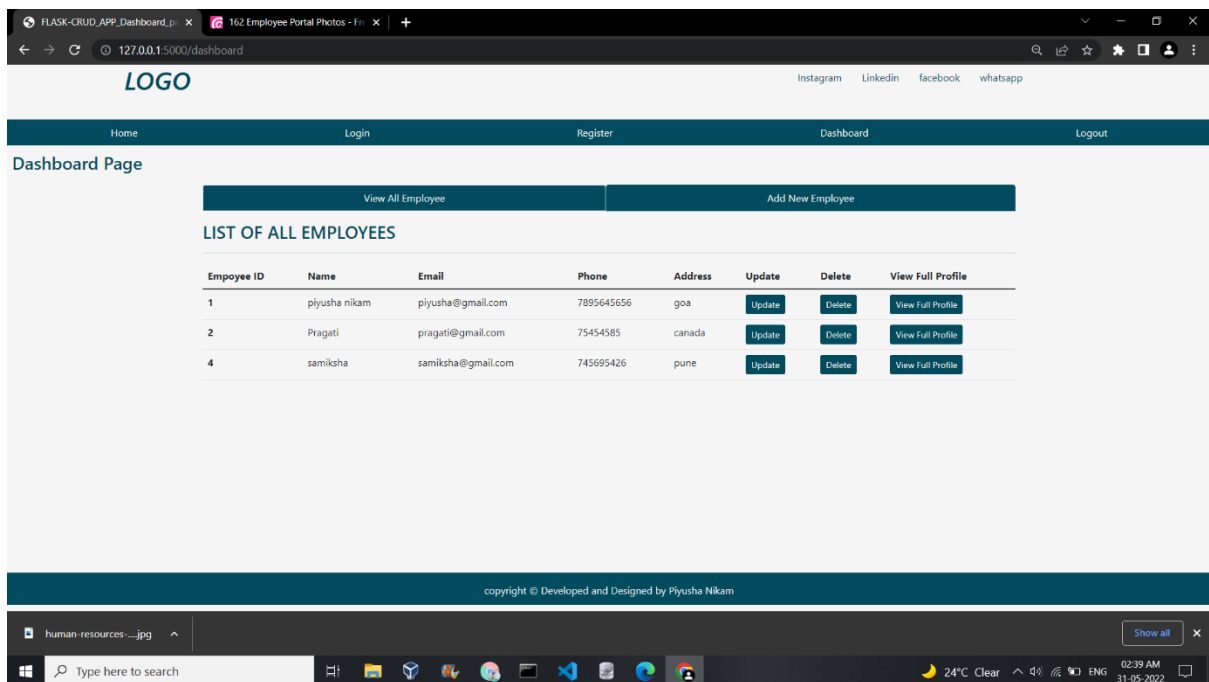 FLASK-CRUD_APP_Dashboard_pa 162 Employee Portal Photos - Fre
127.0.0.1:5000/dashboard
LOGO Instagram Linkedin facebook whatsapp
Home Login Register Dashboard Logout
Dashboard Page
View All Employee Add New Employee
LIST OF ALL EMPLOYEES
Empoyee ID Name Email Phone Address Update Delete View Full Profile
1 piyusha nikam piyusha@gmail.com 7895645656 goa Update Delete View Full Profile
2 Pragati pragati@gmail.com 75454585 canada Update Delete View Full Profile
4 samiksha samiksha@gmail.com 745695426 pune Update Delete View Full Profile
copyright © Developed and Designed by Piyusha Nikam
human-resources-....jpg Show all
Type here to search 24°C Clear ENG 02:39 AM
31-05-2022